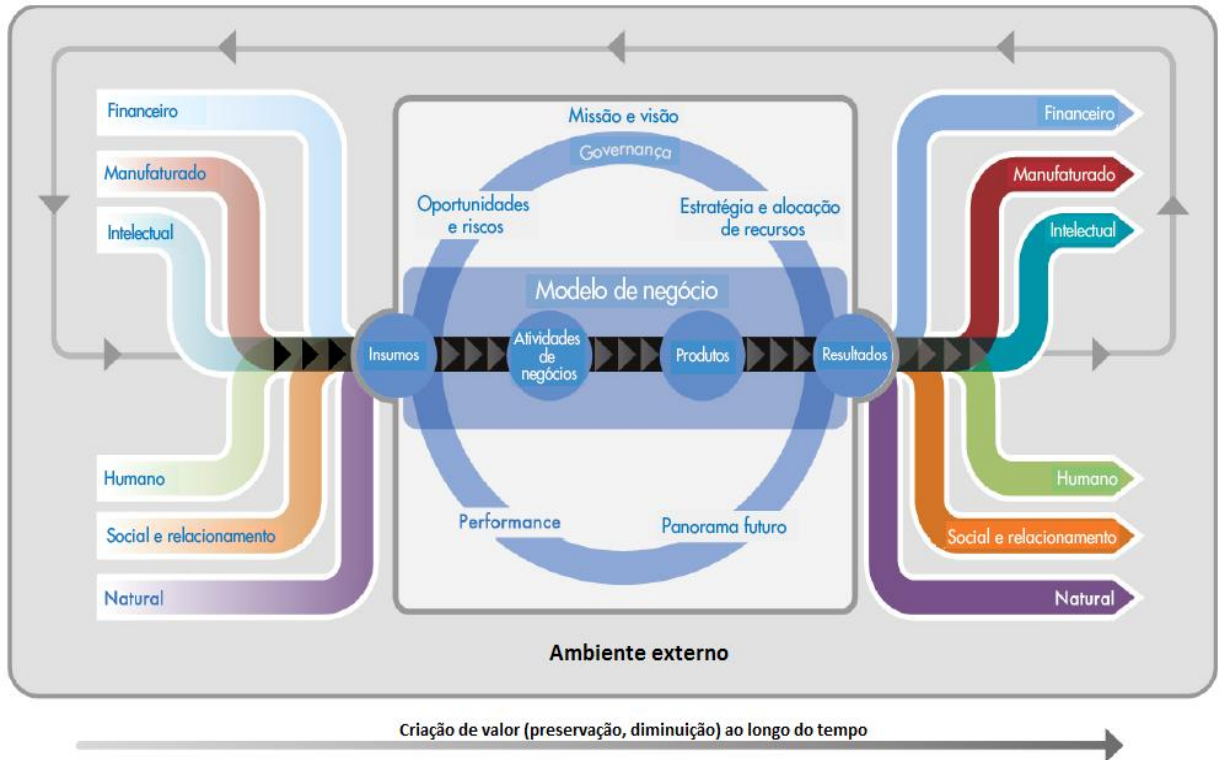 Financeiro
Manufaturado
Intelectual
Humano
Social e relacionamento
Natural
Missão e visão
Governança
Oportunidades
e riscos
Estratégia e alocação
de recursos
Modelo de negócio
Insumos
Atividades
de
negócios
Produtos
Resultados
Performance
Panorama futuro
Financeiro
Manufaturado
Intelectual
Humano
Social e relacionamento
Natural
Ambiente externo
Criação de valor (preservação, diminuição) ao longo do tempo